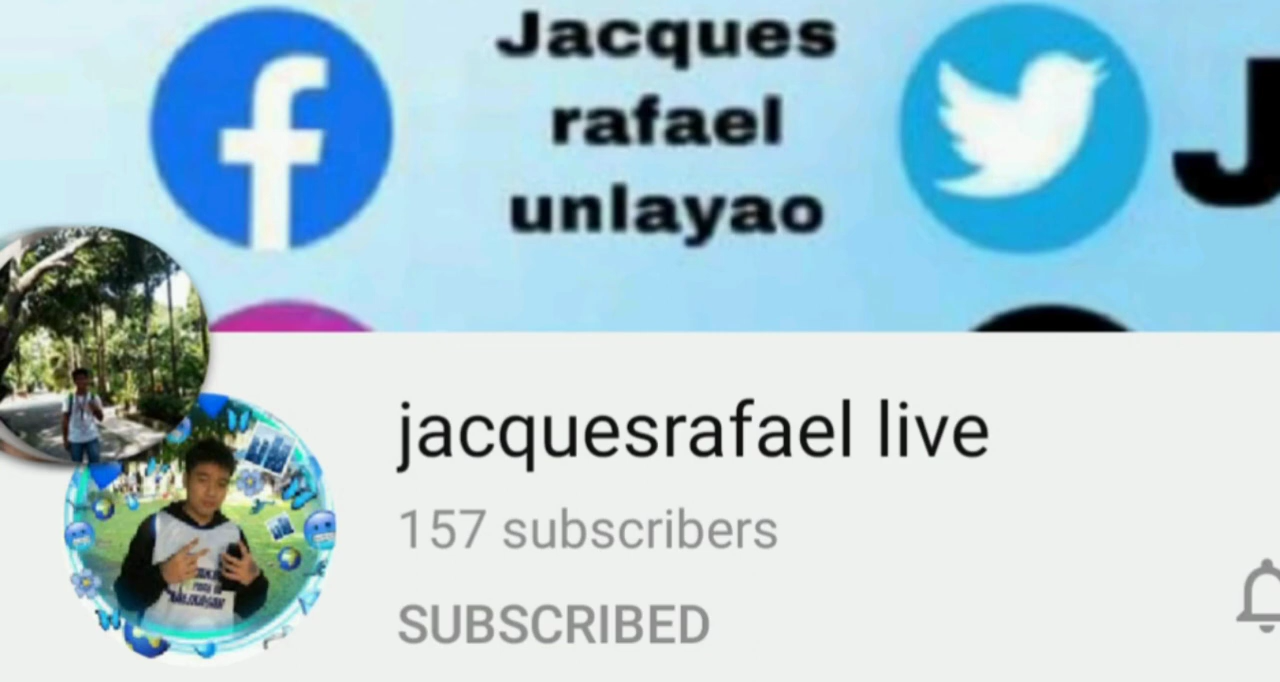 Jacques
rafael
unlayao
J
jacquesrafael live
157 subscribers
SUBSCRIBED